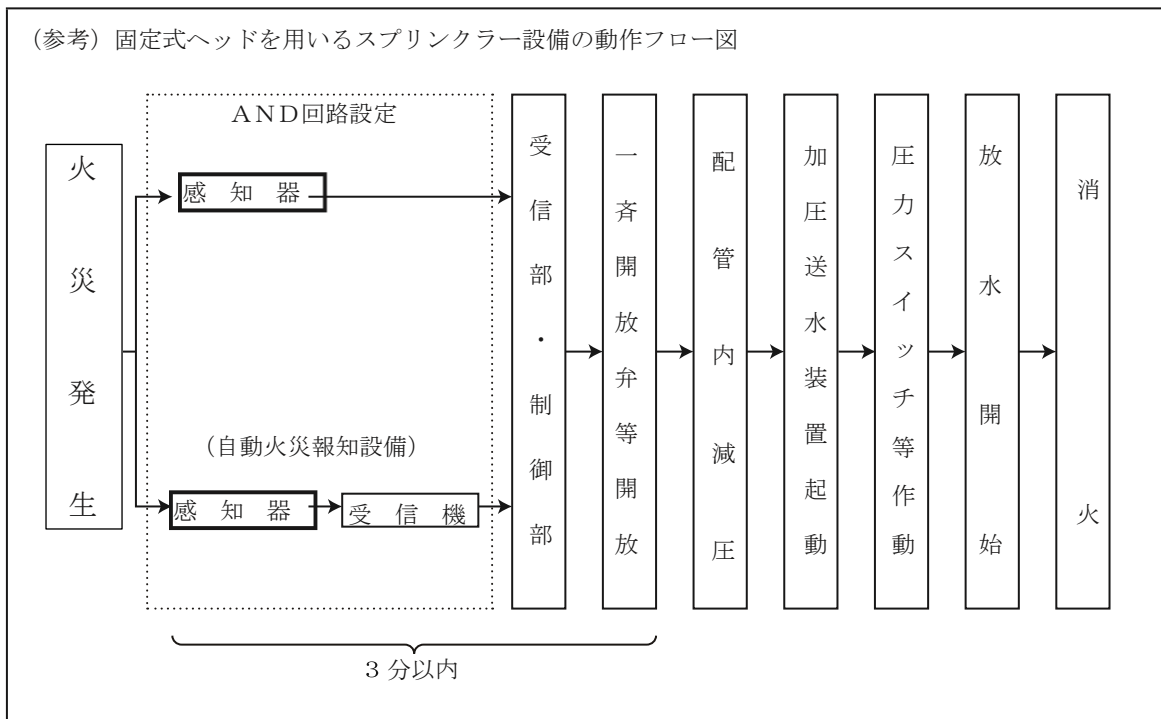 (参考) 固定式ヘッドを用いるスプリンクラー設備の動作フロー図
火災発生
AND回路設定
感知器
(自動火災報知設備)
感知器
受信機
受信部・制御部
一斉開放弁等開放
配管内減圧
加圧送水装置起動
圧力スイッチ等作動
放水開始
消火
3分以内